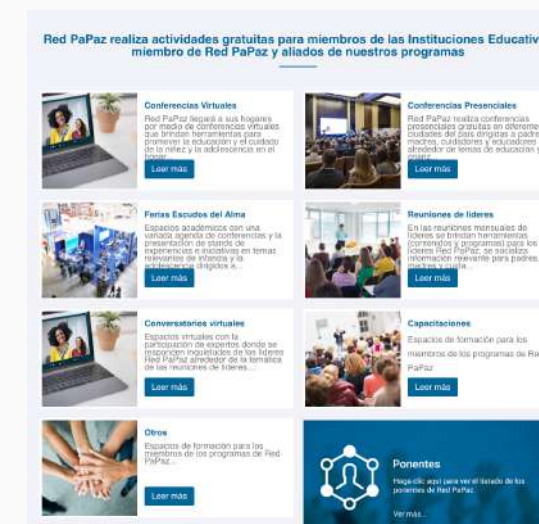 Red PaPaz realiza actividades gratuitas para miembros de las Instituciones Educativ
miembro de Red PaPaz y aliados de nuestros programas
Conferencias Virtuales
Red PaPaz llegará a sus hogares
por medio de conferencias virtuales
que brindan herramientas para
promover la educación y el cuidado
de la niñez y la adolescencia en el
hogar...
Leer más
Conferencias Presenciales
Red PaPaz realiza conferencias
presenciales gratuitas en diferentes
ciudades del país dirigidas a padres
madres, cuidadores y educadores
alrededor de temas de educación y
crianz...
Leer más
Ferias Escudos del Alma
Espacios académicos con una
variada agenda de conferencias y la
presentación de stands de
experiencias e iniciativas en temas
relevantes de infancia y la
adolescencia dirigidos a...
Leer más
Reuniones de líderes
En las reuniones mensuales de
líderes se brindan herramientas
(contenidos y programas) para los
líderes Red PaPaz, se socializa
información relevante para padres,
madres y cuida...
Leer más
Conversatorios virtuales
Espacios virtuales con la
participación de expertos donde se
responden inquietudes de los líderes
Red PaPaz alrededor de la temática
de las reuniones de líderes...
Leer más
Capacitaciones
Espacios de formación para los
miembros de los programas de Red
PaPaz
Leer más
Otros
Espacios de formación para los
miembros de los programas de Red
PaPaz...
Leer más
Ponentes
Haga clic aquí para ver el listado de los
ponentes de Red PaPaz.
Ver más...